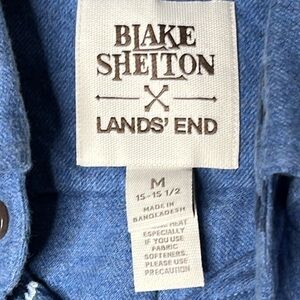 BLAKE
SHELTON
LANDS' END
M
15-15 1/2
MADE IN
BANGLADESH
HEAT
ESPECIALLY
IF YOU USE
FABRIC
SOFTENERS.
PLEASE USE
PRECAUTION